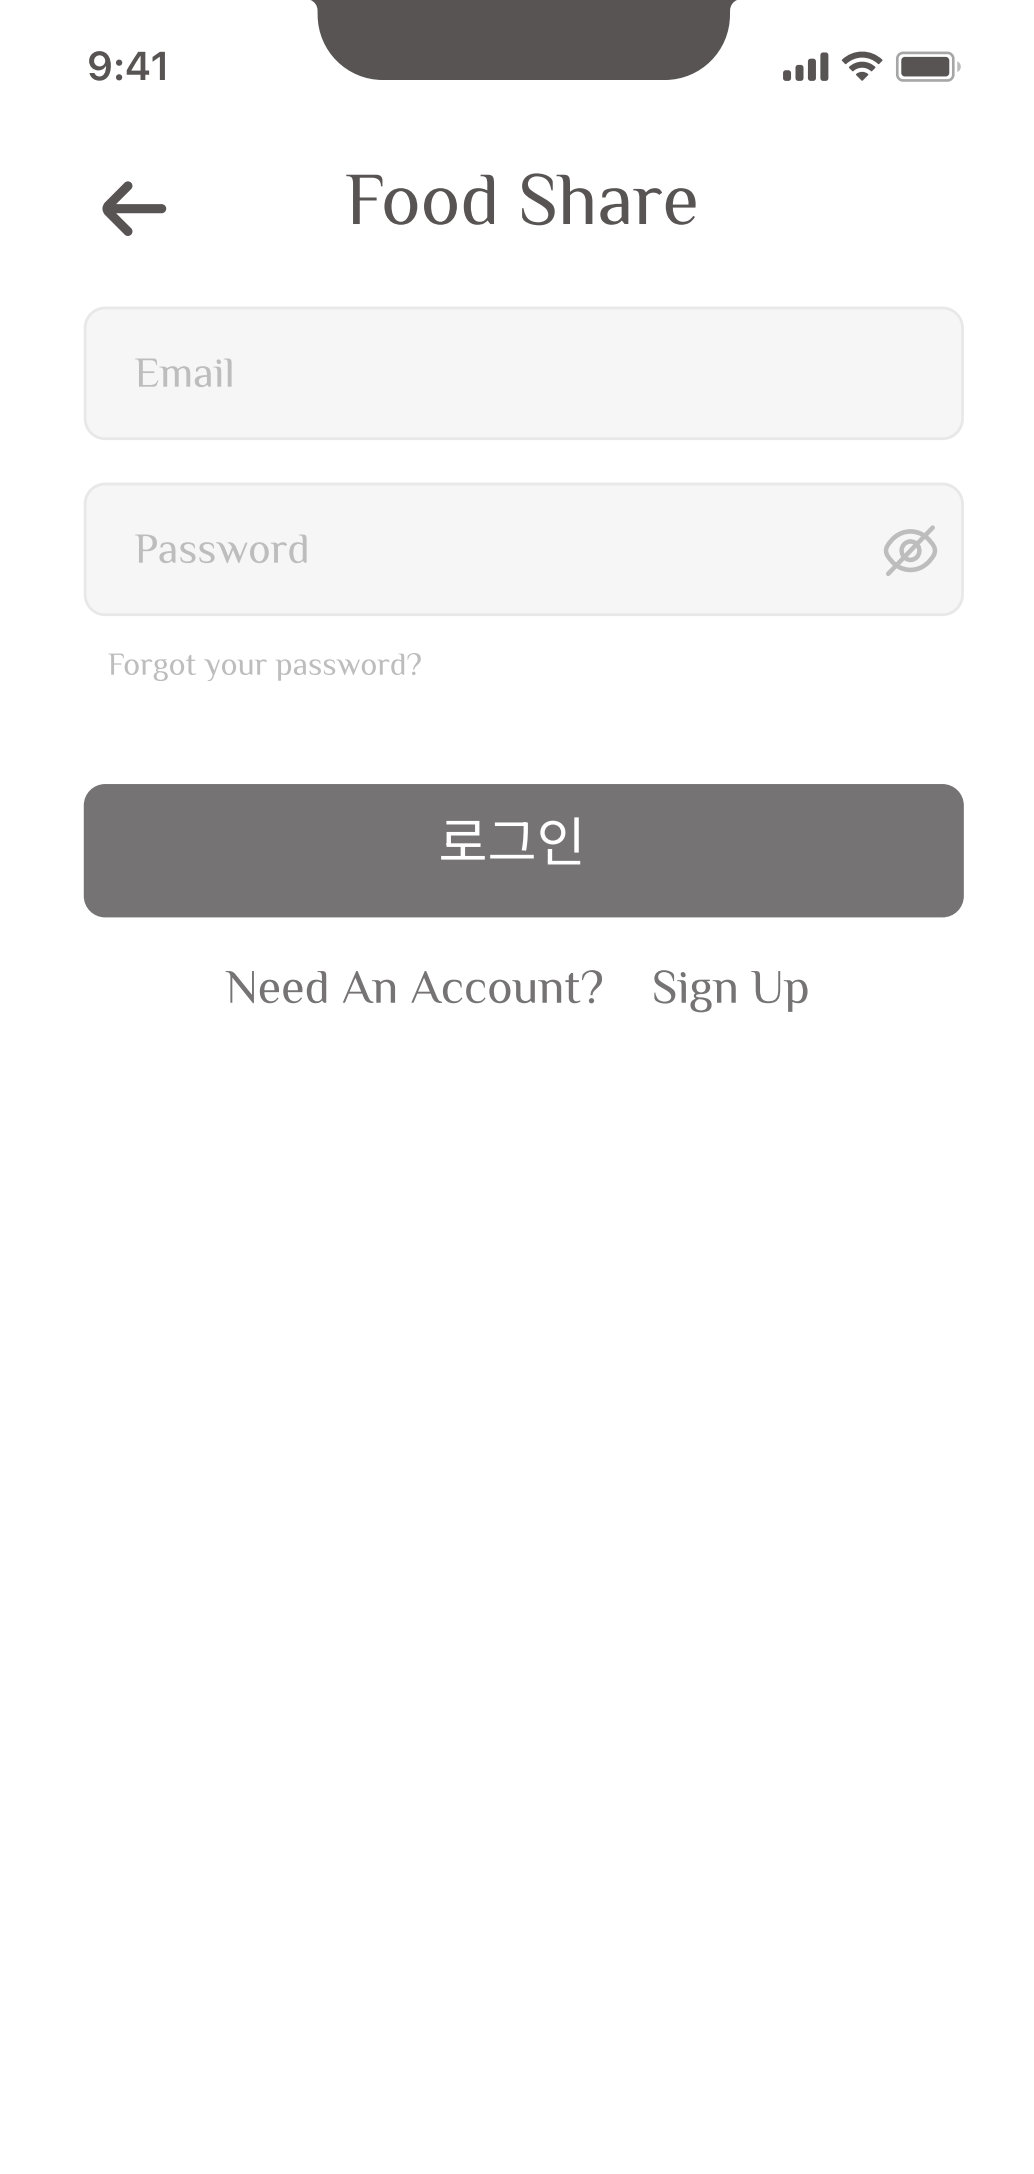 9:41
Food Share
Email
Password
Forgot your password?
로그인
Need An Account? Sign Up